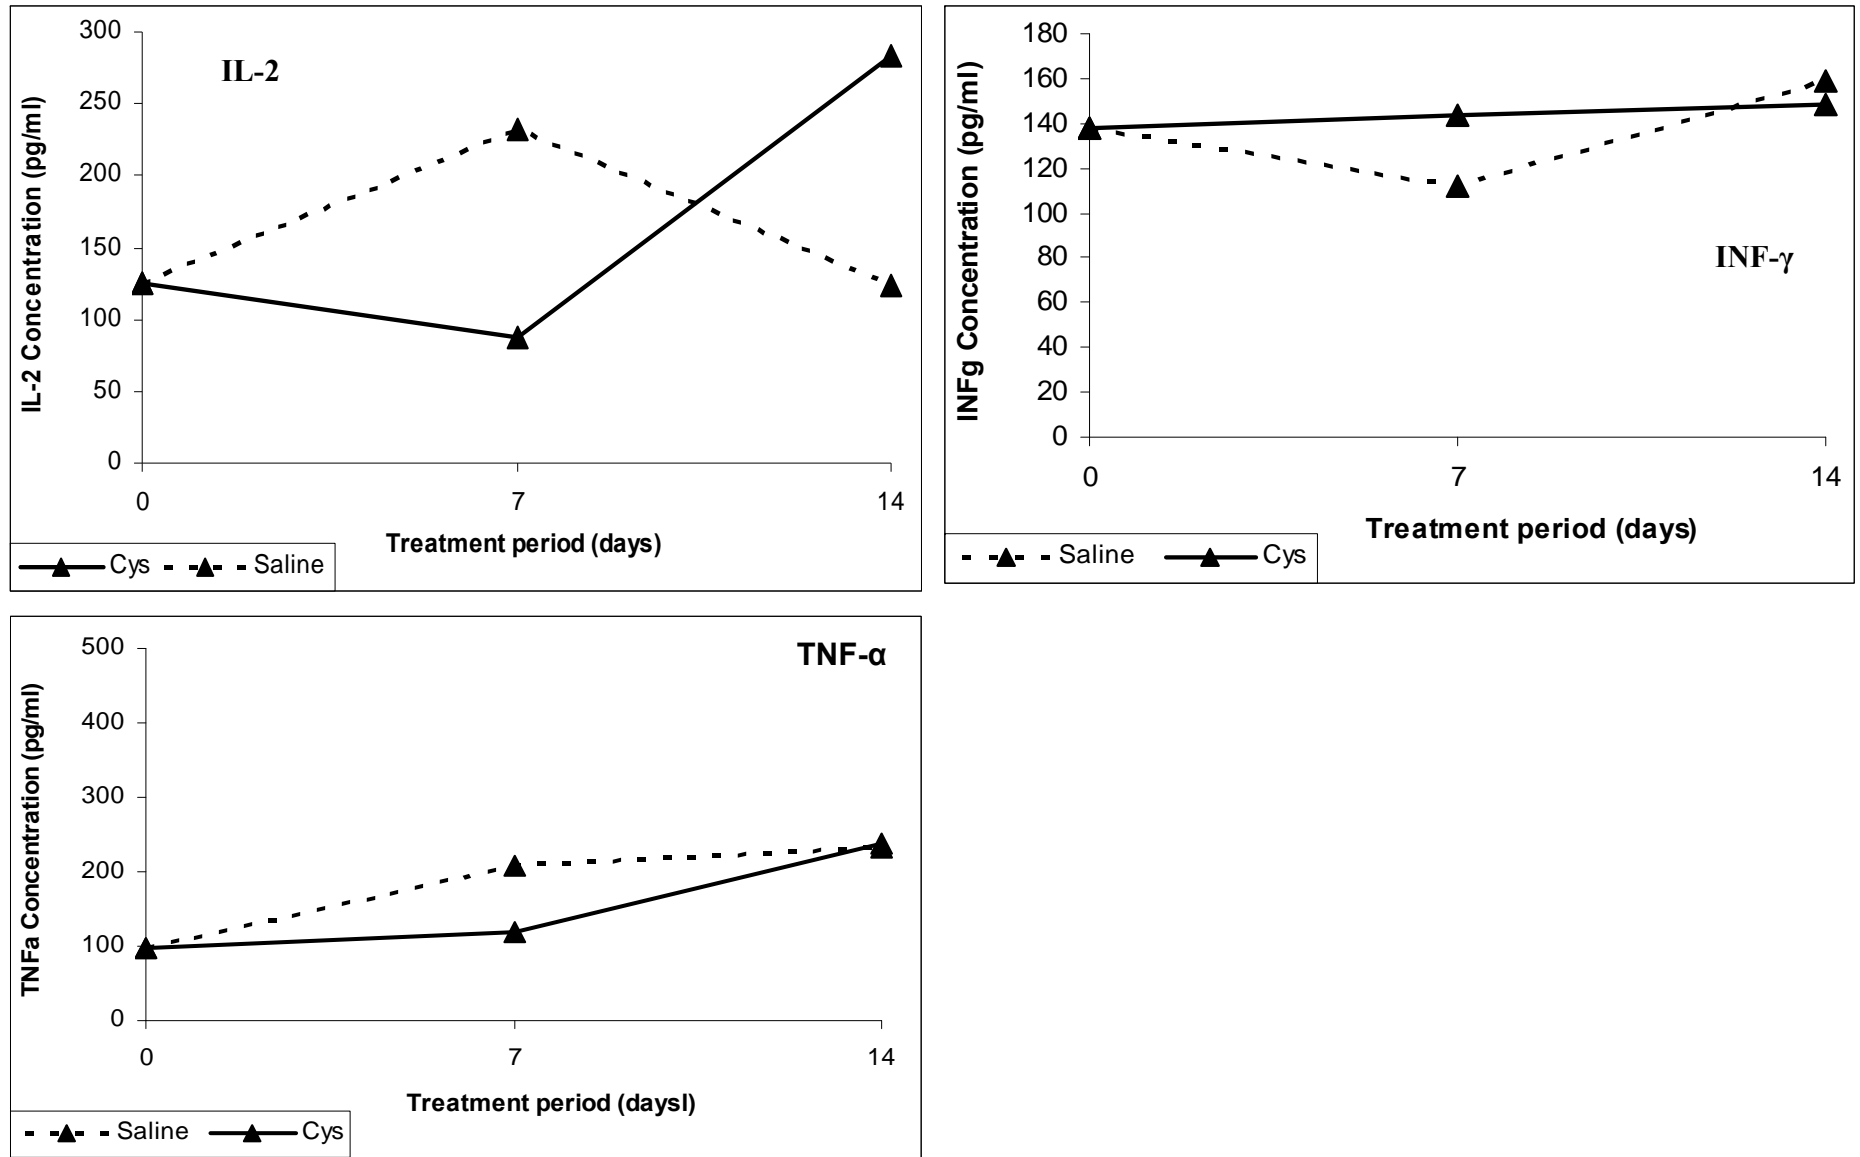 IL-2
IL-2 Concentration (pg/ml)
300
250
200
150
100
50
0
0 7 14
Treatment period (days)
Cys Saline
INF-γ
INFg Concentration (pg/ml)
180
160
140
120
100
80
60
40
20
0
0 7 14
Treatment period (days)
Saline Cys
TNF-α
TNFa Concentration (pg/ml)
500
400
300
200
100
0
0 7 14
Treatment period (daysl)
Saline Cys